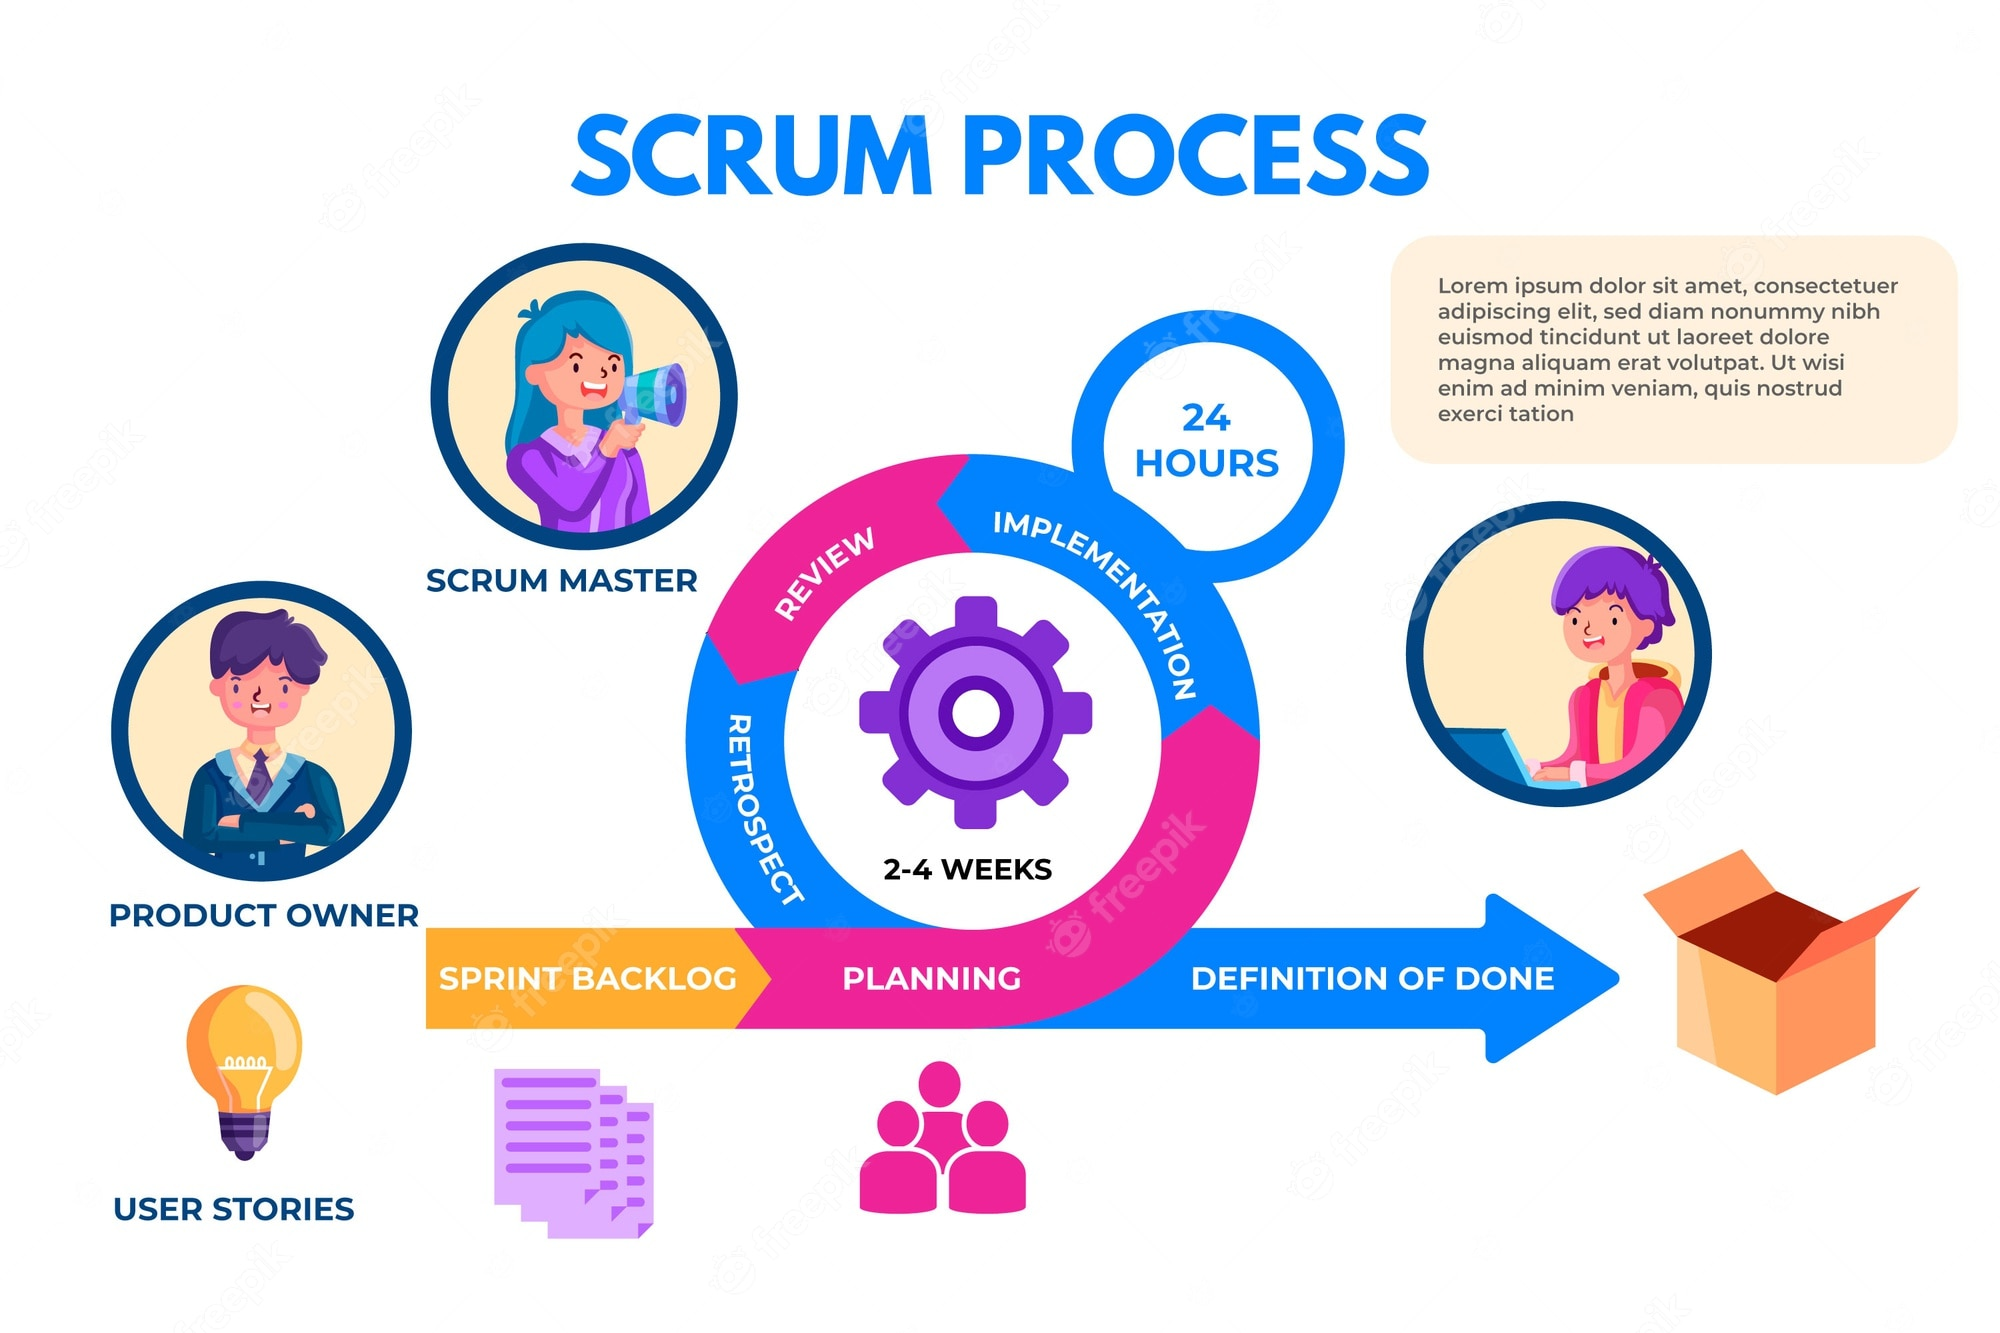 SCRUM PROCESS
Lorem ipsum dolor sit amet, consectetuer
adipiscing elit, sed diam nonummy nibh
euismod tincidunt ut laoreet dolore
magna aliquam erat volutpat. Ut wisi
enim ad minim veniam, quis nostrud
exerci tation
24
HOURS
SCRUM MASTER
IMPLEMENTATION
REVIEW
RETROSPECT
2-4 WEEKS
PRODUCT OWNER
SPRINT BACKLOG
PLANNING
DEFINITION OF DONE
USER STORIES
freepik